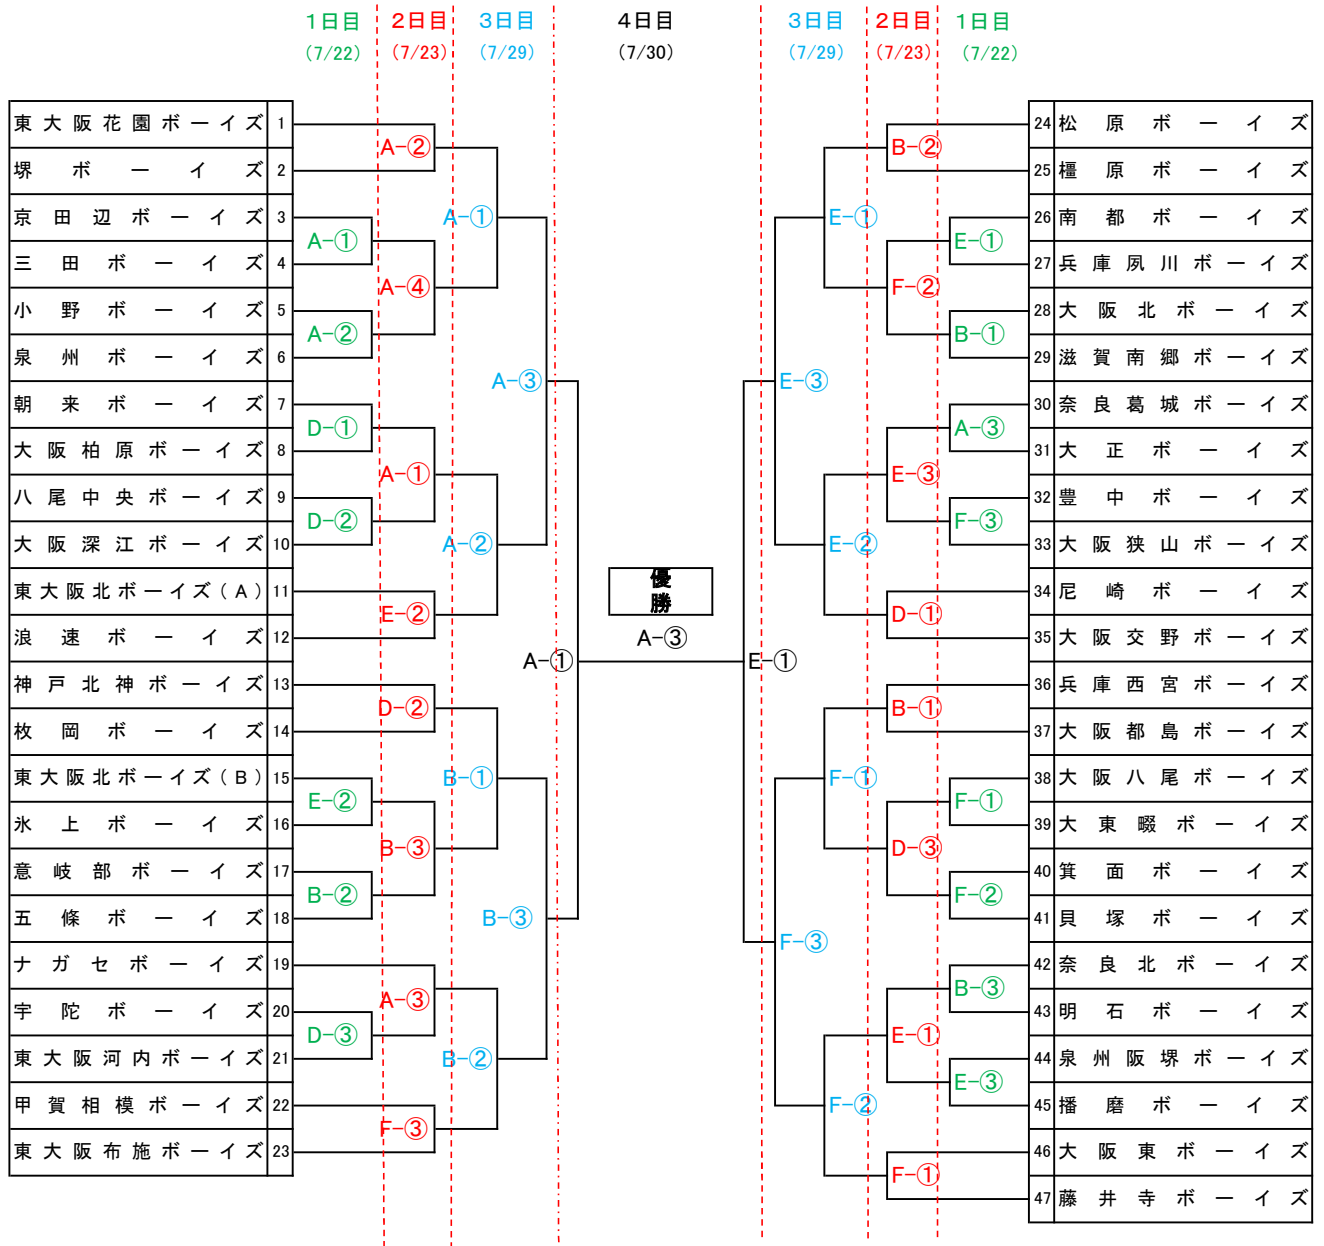 1日目 2日目 3日目 4日目 3日目 2日目 1日目
(7/22) (7/23) (7/29) (7/30) (7/29) (7/23) (7/22)
東大阪花園ボーイズ 1
堺ボーイズ 2
京田辺ボーイズ 3
三田ボーイズ 4
小野ボーイズ 5
泉州ボーイズ 6
朝来ボーイズ 7
大阪柏原ボーイズ 8
八尾中央ボーイズ 9
大阪深江ボーイズ 10
東大阪北ボーイズ(A) 11
浪速ボーイズ 12
神戸北神ボーイズ 13
枚岡ボーイズ 14
東大阪北ボーイズ(B) 15
氷上ボーイズ 16
意岐部ボーイズ 17
五條ボーイズ 18
ナガセボーイズ 19
宇陀ボーイズ 20
東大阪河内ボーイズ 21
甲賀相模ボーイズ 22
東大阪布施ボーイズ 23
A-①
A-②
D-①
D-②
E-②
B-②
D-③
A-②
A-④
A-①
E-②
D-②
B-③
A-③
F-③
A-①
A-②
B-①
B-②
A-③
B-③
A-①
優
勝
A-③
E-①
E-③
F-③
E-①
E-②
F-①
F-②
B-②
F-②
E-③
D-①
B-①
D-③
E-①
F-①
E-①
B-①
A-③
F-③
F-①
F-②
B-③
E-③
24 松原ボーイズ
25 橿原ボーイズ
26 南都ボーイズ
27 兵庫夙川ボーイズ
28 大阪北ボーイズ
29 滋賀南郷ボーイズ
30 奈良葛城ボーイズ
31 大正ボーイズ
32 豊中ボーイズ
33 大阪狭山ボーイズ
34 尼崎ボーイズ
35 大阪交野ボーイズ
36 兵庫西宮ボーイズ
37 大阪都島ボーイズ
38 大阪八尾ボーイズ
39 大東畷ボーイズ
40 箕面ボーイズ
41 貝塚ボーイズ
42 奈良北ボーイズ
43 明石ボーイズ
44 泉州阪堺ボーイズ
45 播磨ボーイズ
46 大阪東ボーイズ
47 藤井寺ボーイズ